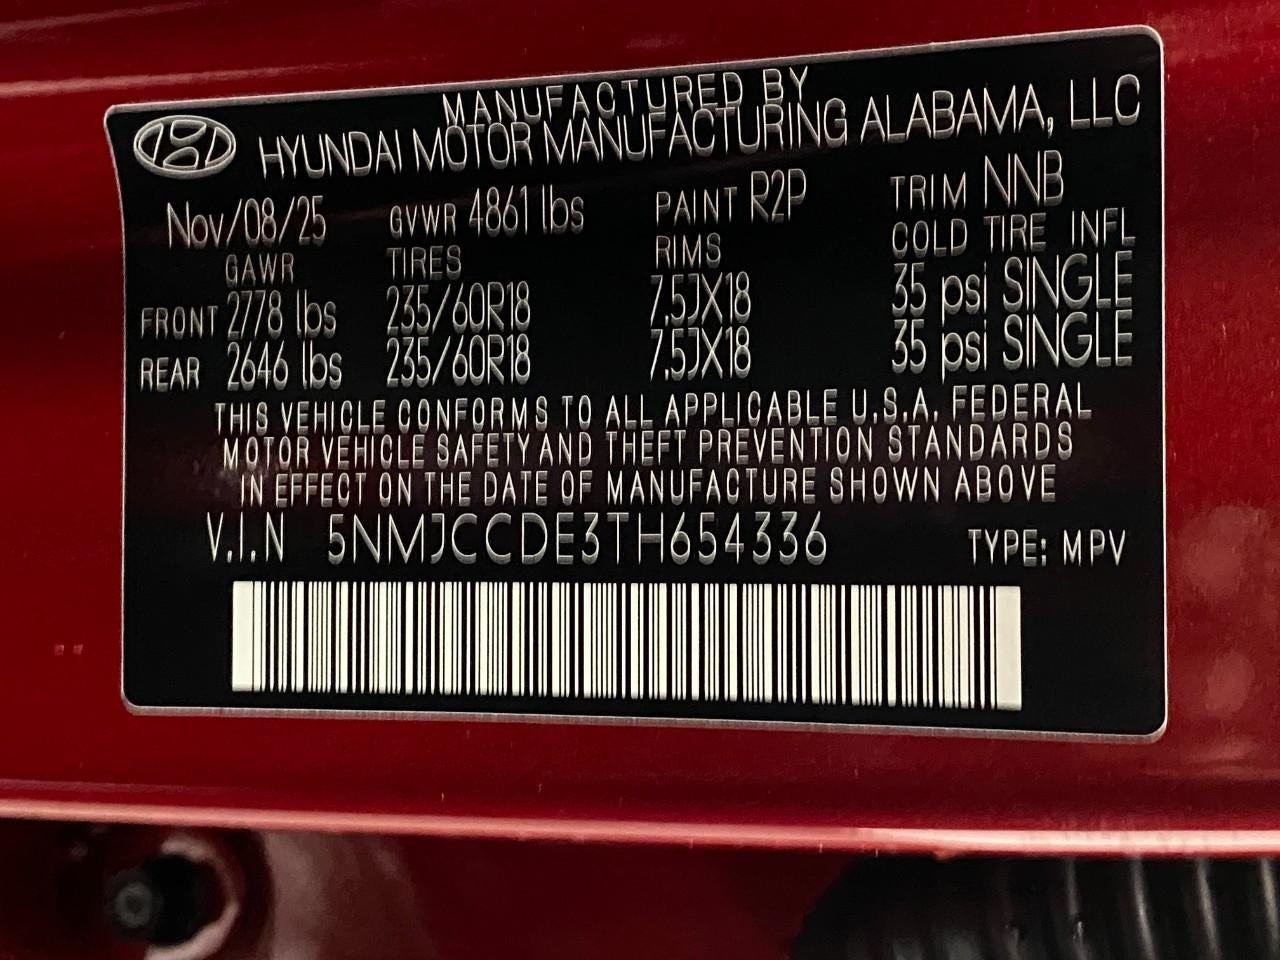 MANUFACTURED BY
HYUNDAI MOTOR MANUFACTURING ALABAMA, LLC
Nov/08/25 GVWR 4861 lbs PAINT R2P TRIM NNB
GAWR TIRES RIMS COLD TIRE INFL
FRONT 2778 lbs 235/60R18 7.5JX18 35 psi SINGLE
REAR 2646 lbs 235/60R18 7.5JX18 35 psi SINGLE
THIS VEHICLE CONFORMS TO ALL APPLICABLE U.S.A. FEDERAL
MOTOR VEHICLE SAFETY AND THEFT PREVENTION STANDARDS
IN EFFECT ON THE DATE OF MANUFACTURE SHOWN ABOVE
V.I.N 5NMJCCDE3TH654336 TYPE: MPV